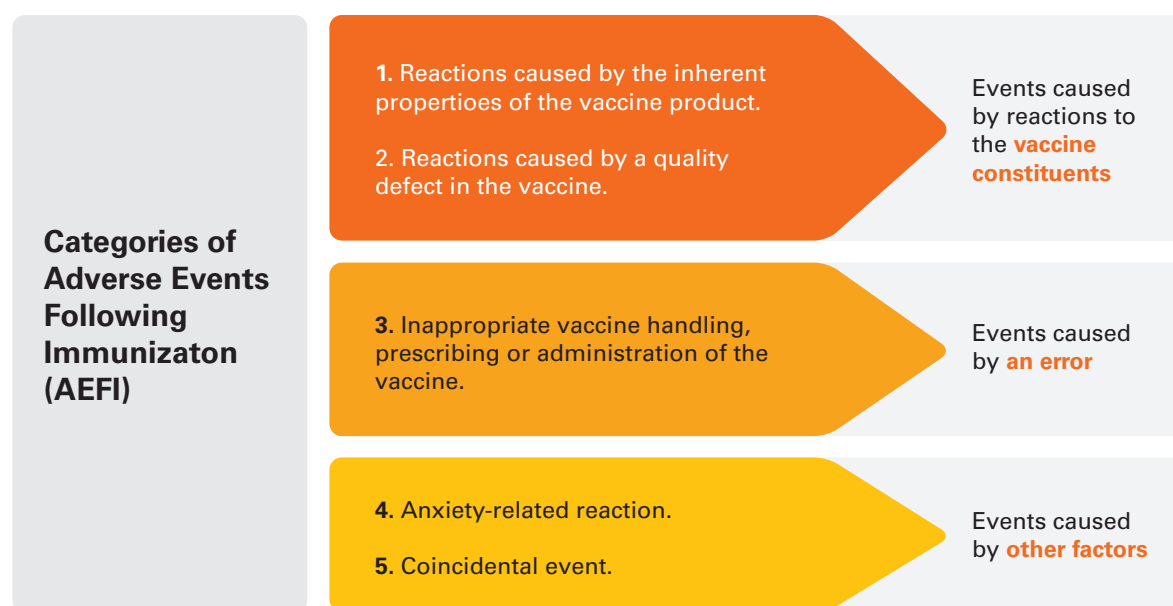 Categories of
Adverse Events
Following
Immunizaton
(AEFI)
1. Reactions caused by the inherent
propertioes of the vaccine product.
2. Reactions caused by a quality
defect in the vaccine.
Events caused
by reactions to
the vaccine
constituents
3. Inappropriate vaccine handling,
prescribing or administration of the
vaccine.
Events caused
by an error
4. Anxiety-related reaction.
5. Coincidental event.
Events caused
by other factors